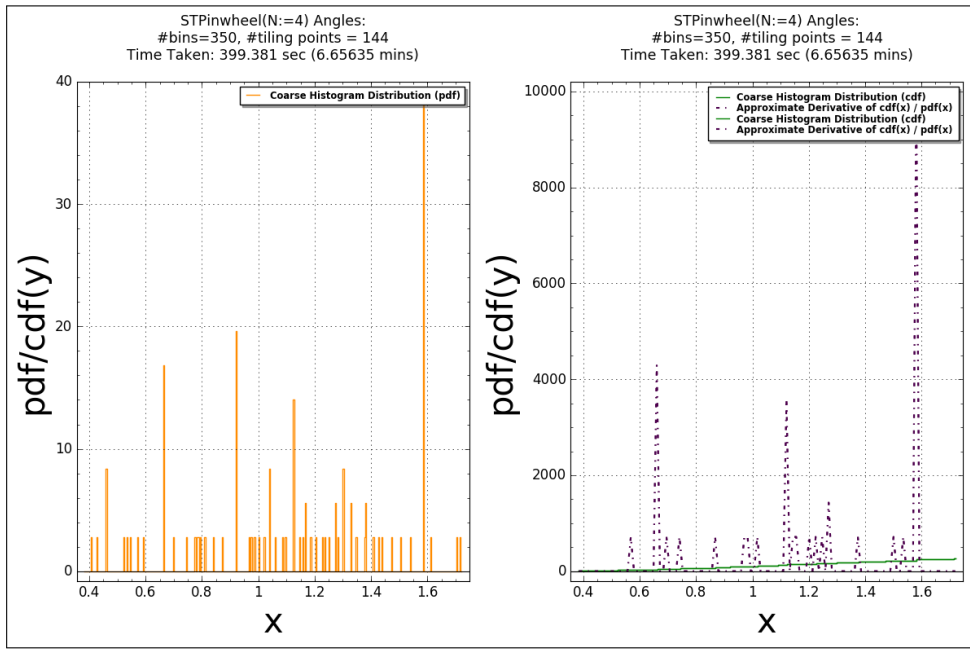 STPinwheel(N:=4) Angles:
#bins=350, #tiling points = 144
Time Taken: 399.381 sec (6.65635 mins)
40
30
20
10
0
pdf/cdf(y)
Coarse Histogram Distribution (pdf)
0.4 0.6 0.8 1 1.2 1.4 1.6
x
STPinwheel(N:=4) Angles:
#bins=350, #tiling points = 144
Time Taken: 399.381 sec (6.65635 mins)
10000
8000
6000
4000
2000
0
pdf/cdf(y)
Coarse Histogram Distribution (cdf)
Approximate Derivative of cdf(x) / pdf(x)
Coarse Histogram Distribution (cdf)
Approximate Derivative of cdf(x) / pdf(x)
0.4 0.6 0.8 1 1.2 1.4 1.6
x